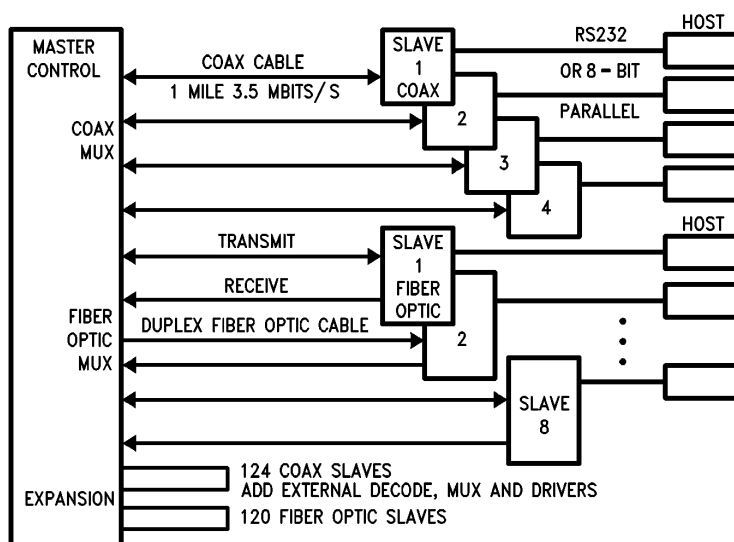 MASTER
CONTROL
COAX
MUX
FIBER
OPTIC
MUX
EXPANSION
COAX CABLE
1 MILE 3.5 MBITS/S
SLAVE
1
COAX
2
3
4
RS232
OR 8-BIT
PARALLEL
HOST
TRANSMIT
RECEIVE
DUPLEX FIBER OPTIC CABLE
SLAVE
1
FIBER
OPTIC
2
SLAVE
8
HOST
124 COAX SLAVES
ADD EXTERNAL DECODE, MUX AND DRIVERS
120 FIBER OPTIC SLAVES